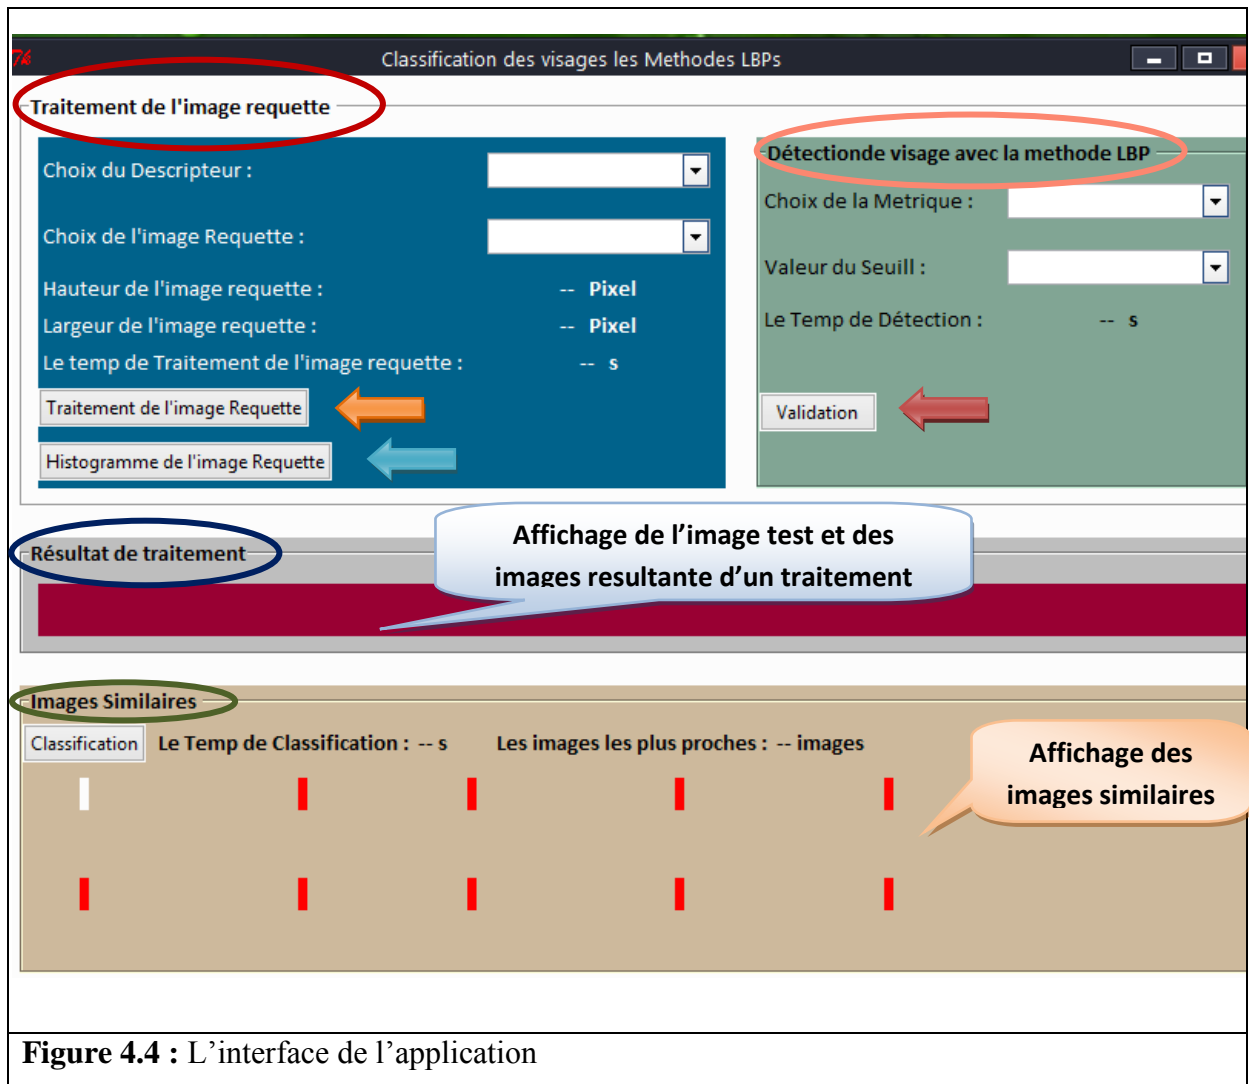 Classification des visages les Methodes LBPs
Traitement de l'image requette
Choix du Descripteur :
Choix de l'image Requette :
Hauteur de l'image requette : -- Pixel
Largeur de l'image requette : -- Pixel
Le temp de Traitement de l'image requette : -- s
Traitement de l'image Requette
Histogramme de l'image Requette
Détectionde visage avec la methode LBP
Choix de la Metrique :
Valeur du Seuill :
Le Temp de Détection : -- s
Validation
Affichage de l’image test et des
images resultante d’un traitement
Résultat de traitement
Images Similaires
Classification Le Temp de Classification : -- s Les images les plus proches : -- images
Affichage des
images similaires
Figure 4.4 : L’interface de l’application